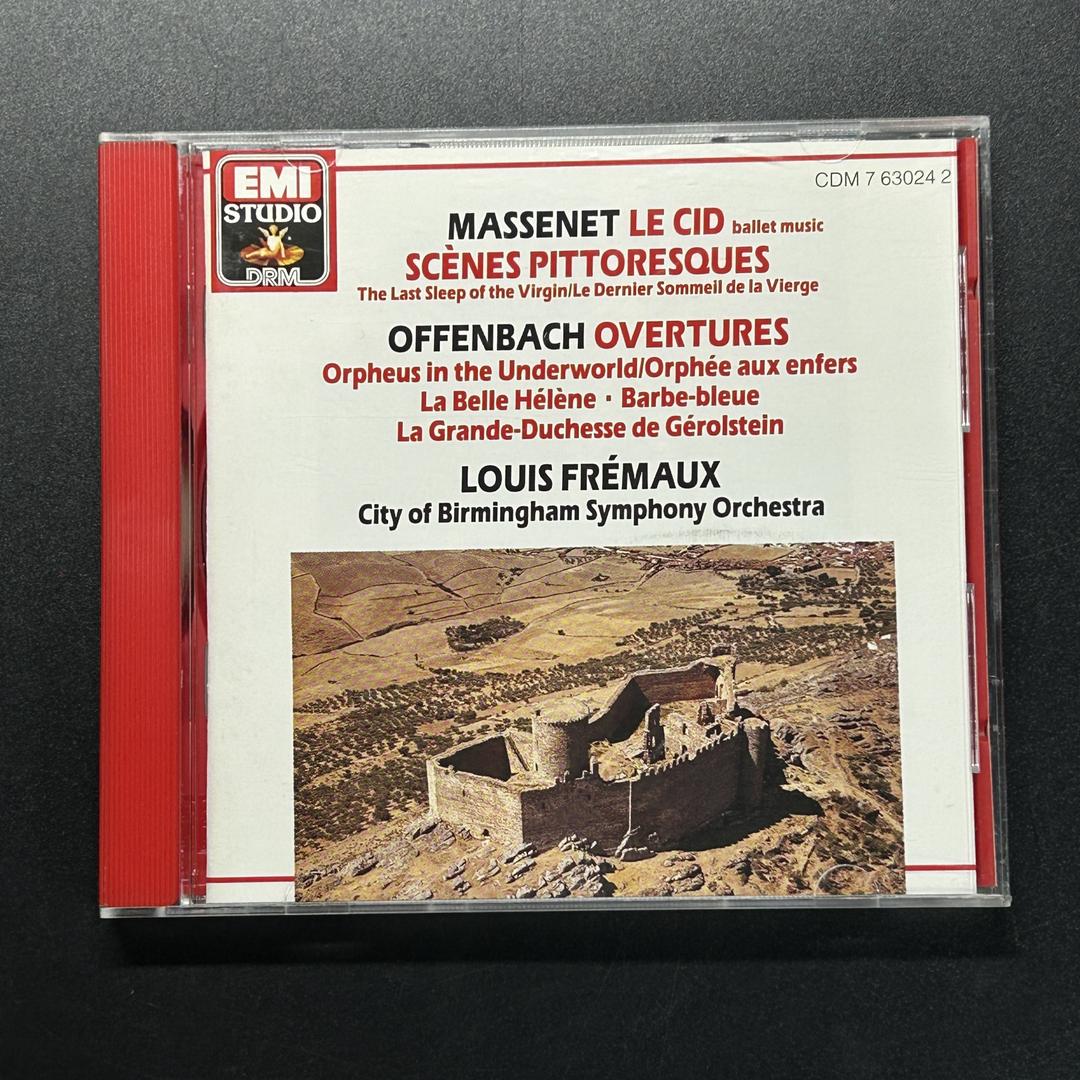 EMI
STUDIO
DRM
CDM 7 63024 2
MASSENET LE CID ballet music
SCÈNES PITTORESQUES
The Last Sleep of the Virgin/Le Dernier Sommeil de la Vierge
OFFENBACH OVERTURES
Orpheus in the Underworld/Orphée aux enfers
La Belle Hélène · Barbe-bleue
La Grande-Duchesse de Gérolstein
LOUIS FRÉMAUX
City of Birmingham Symphony Orchestra